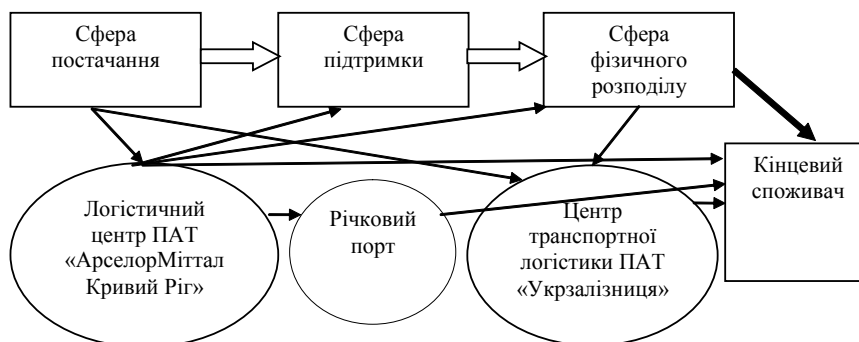 Сфера
постачання
Сфера
підтримки
Сфера
фізичного
розподілу
Кінцевий
споживач
Логістичний
центр ПАТ
«АрселорМіттал
Кривий Ріг»
Річковий
порт
Центр
транспортної
логістики ПАТ
«Укрзалізниця»